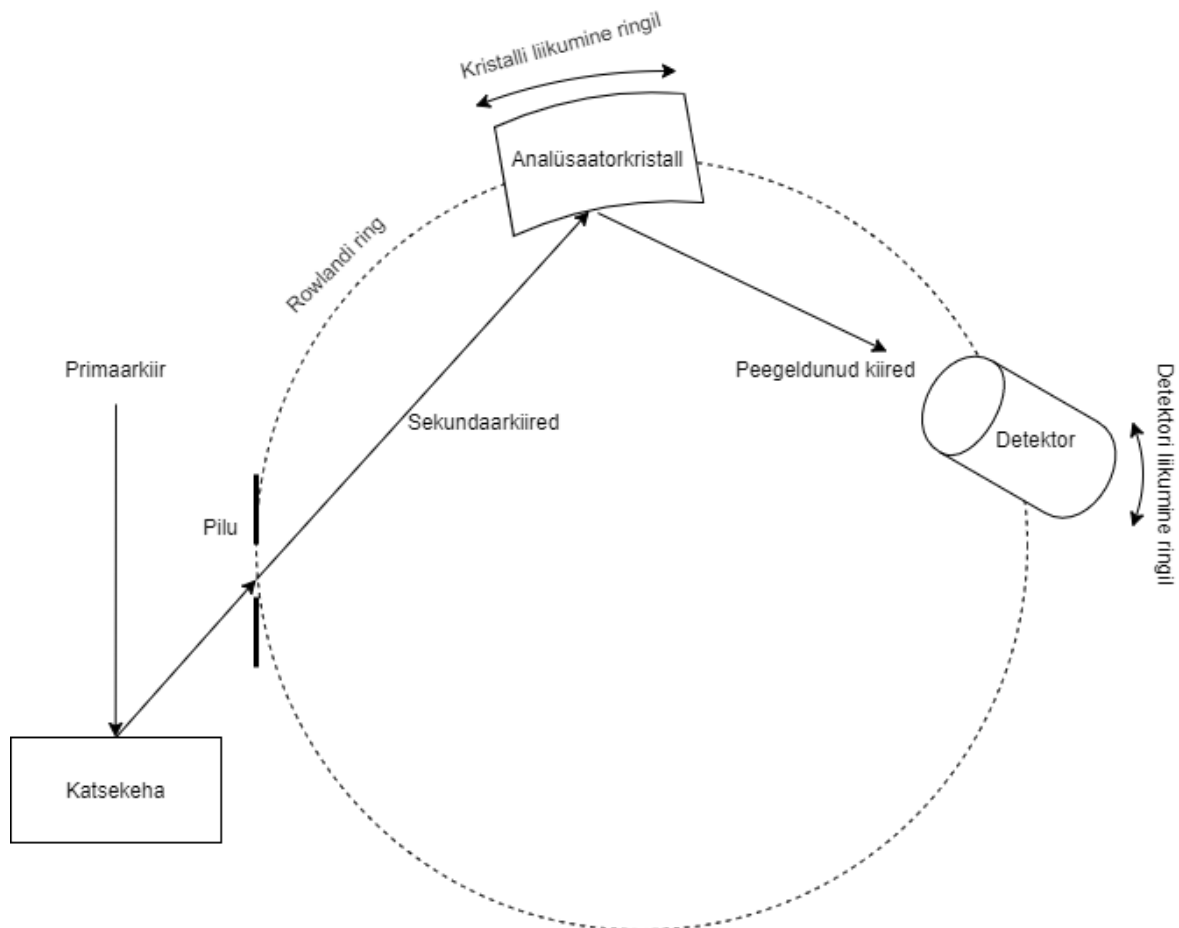 Kristalli liikumine ringil
Analüsaatorkristall
Rowlandi ring
Primaarkiir
Peegeldunud kiired
Detektori liikumine ringil
Sekundaarkiired
Detektor
Pilu
Katsekeha